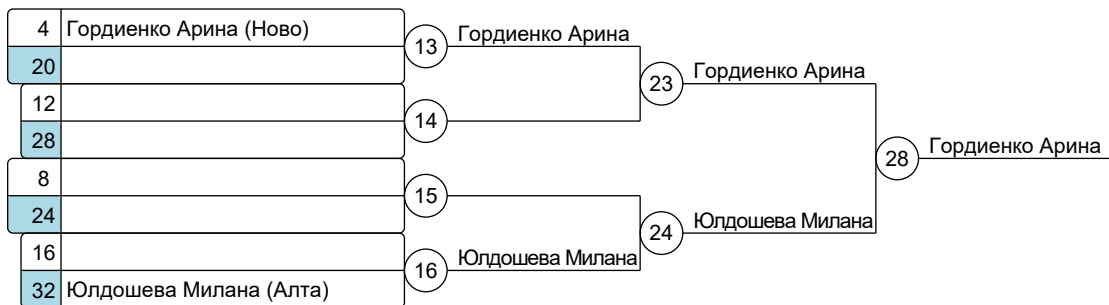 4 Гордиенко Арина (Ново)
20
12
28
8
24
16
32 Юлдошева Милана (Алта)
13 Гордиенко Арина
14
15
16 Юлдошева Милана
23 Гордиенко Арина
24 Юлдошева Милана
28 Гордиенко Арина